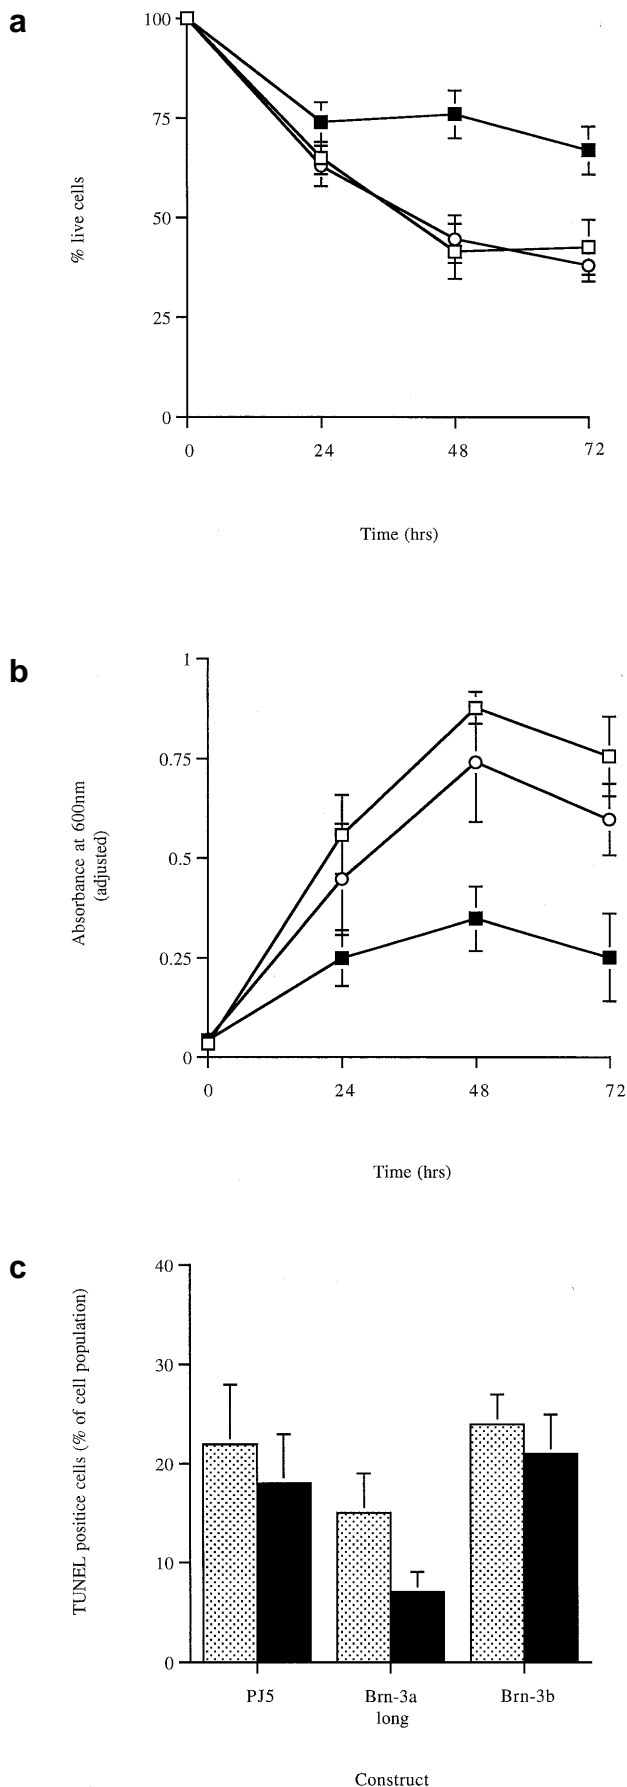 a
100
75
50
25
0
% live cells
0 24 48 72
Time (hrs)
b
1
0.75
0.5
0.25
0
Absorbance at 600nm
(adjusted)
0 24 48 72
Time (hrs)
c
40
30
20
10
0
TUNEL positice cells (% of cell population)
PJ5 Brn-3a long Brn-3b
Construct